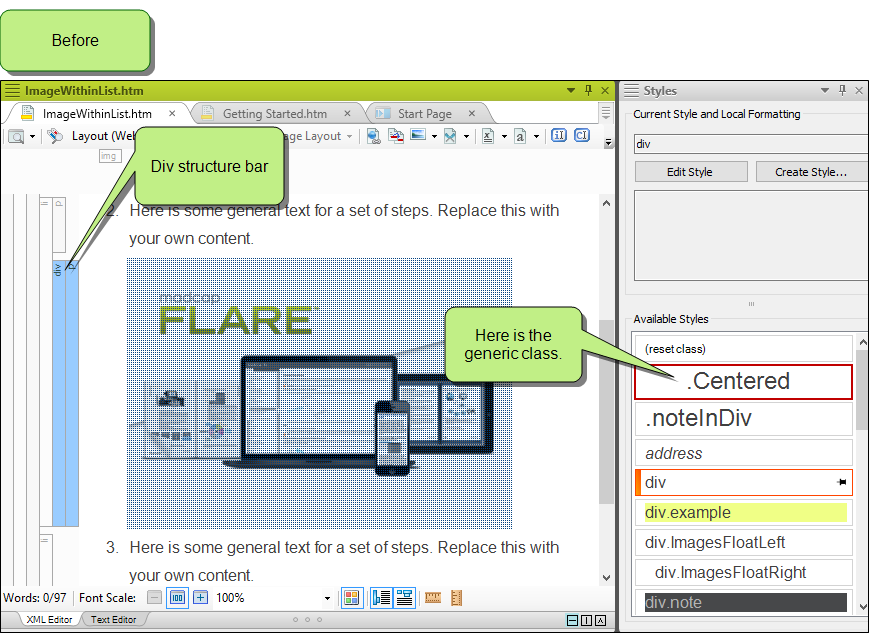 Before
ImageWithinList.htm
Styles
ImageWithinList.htm
Getting Started.htm
Start Page
Current Style and Local Formatting
Layout (Web
age Layout
div
img
Div structure bar
Edit Style
Create Style...
2. Here is some general text for a set of steps. Replace this with
your own content.
li
p
div
p
madcap
FLARE
Here is the
generic class.
Available Styles
(reset class)
.Centered
.noteInDiv
address
div
div.example
div.ImagesFloatLeft
div.ImagesFloatRight
div.note
li
3. Here is some general text for a set of steps. Replace this with
your own content.
Words: 0/97
Font Scale:
100
100%
XML Editor
Text Editor